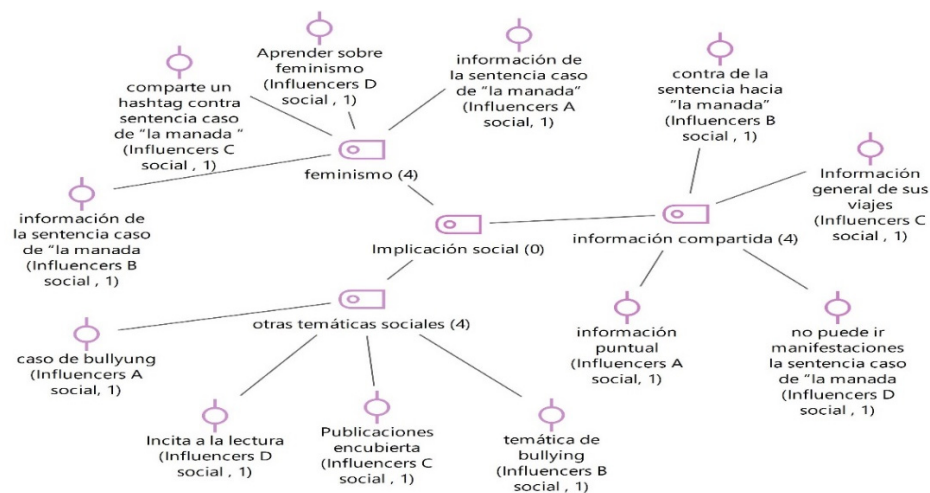 comparte un
hashtag contra
sentencia caso
de “la manada “
(Influencers C
social , 1)
Aprender sobre
feminismo
(Influencers D
social , 1)
información de
la sentencia caso
de “la manada”
(Influencers A
social, 1)
contra de la
sentencia hacia
“la manada”
(Influencers B
social , 1)
Información
general de sus
viajes
(Influencers C
social , 1)
feminismo (4)
información de
la sentencia caso
de “la manada
(Influencers B
social , 1)
Implicación social (0)
información compartida (4)
otras temáticas sociales (4)
caso de bullyung
(Influencers A
social, 1)
información
puntual
(Influencers A
social, 1)
no puede ir
manifestaciones
la sentencia caso
de “la manada
(Influencers D
social , 1)
Incita a la lectura
(Influencers D
social , 1)
Publicaciones
encubierta
(Influencers C
social , 1)
temática de
bullying
(Influencers B
social , 1)